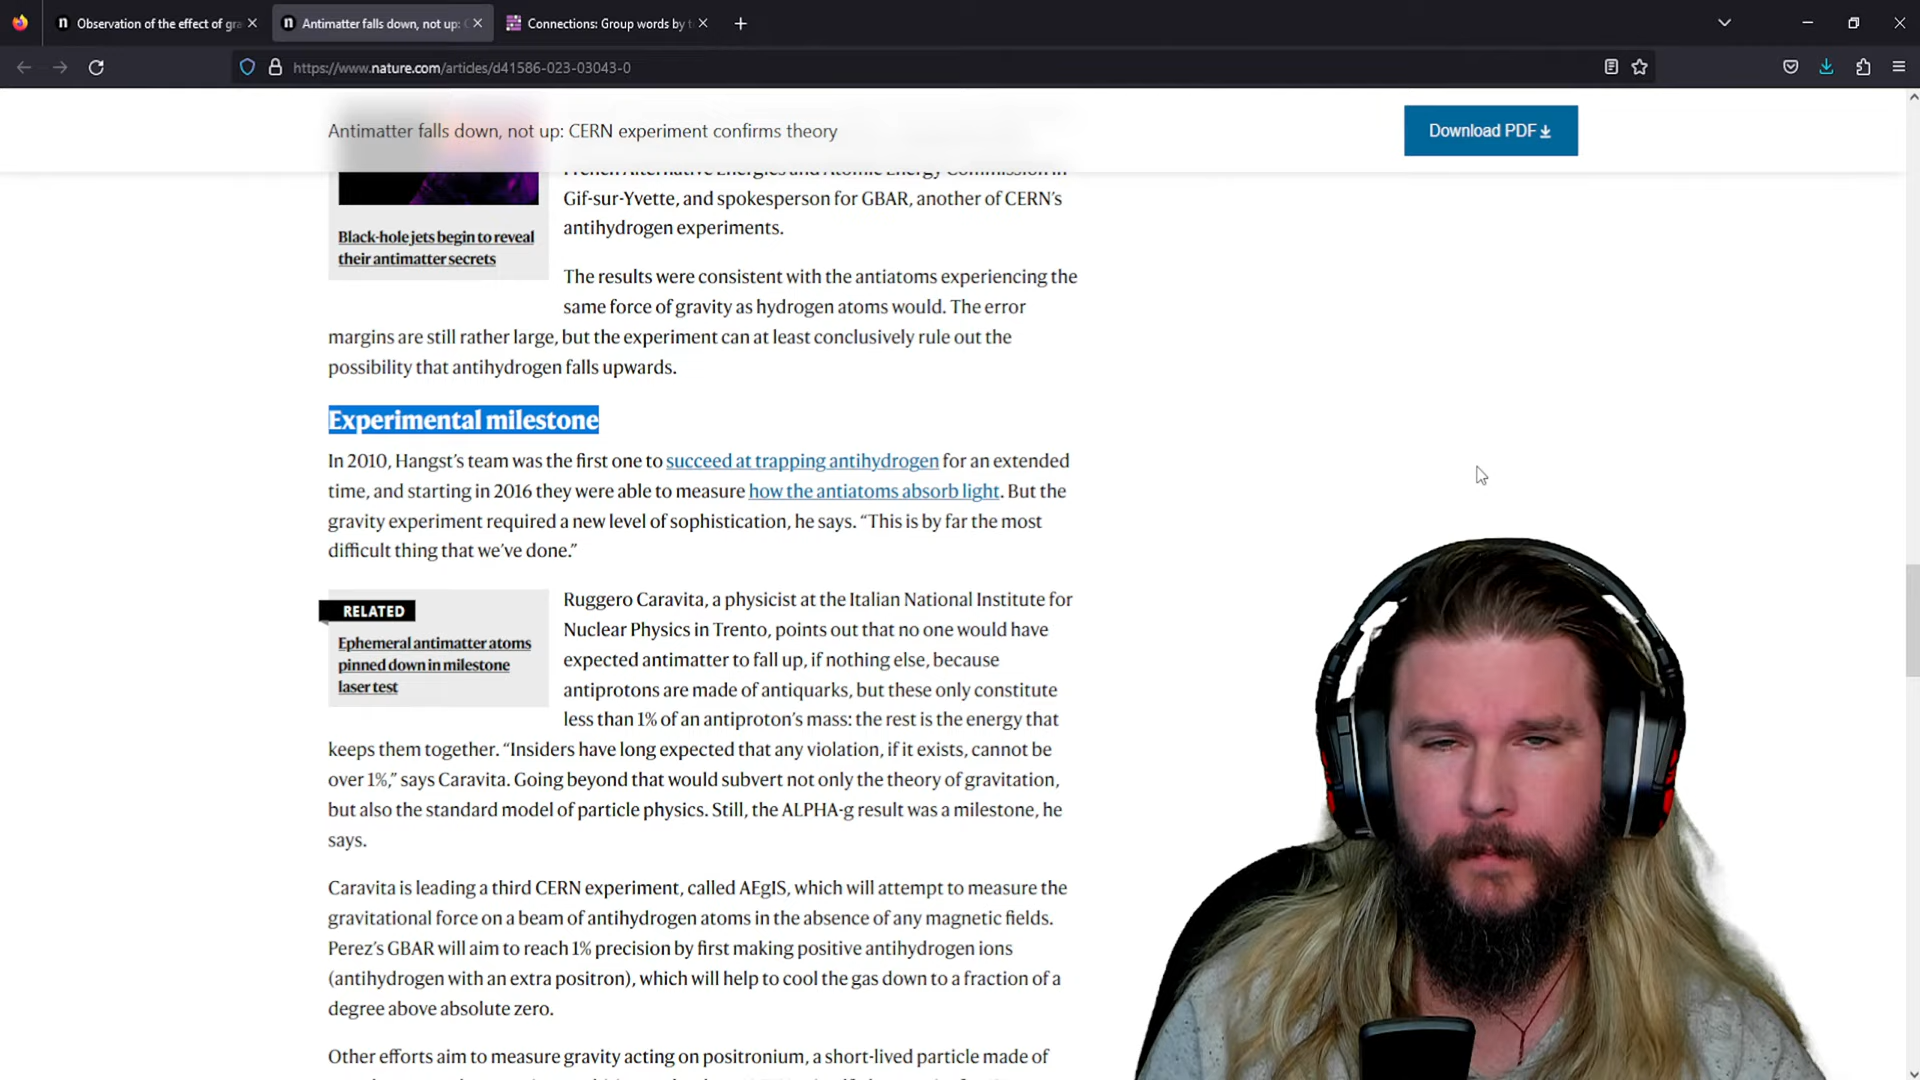 Observation of the effect of gra
Antimatter falls down, not up: C
Connections: Group words by t
https://www.nature.com/articles/d41586-023-03043-0
Antimatter falls down, not up: CERN experiment confirms theory
Download PDF
French Alternative Energies and Atomic Energy Commission in
Gif-sur-Yvette, and spokesperson for GBAR, another of CERN’s
antihydrogen experiments.
Black-hole jets begin to reveal
their antimatter secrets
The results were consistent with the antiatoms experiencing the
same force of gravity as hydrogen atoms would. The error
margins are still rather large, but the experiment can at least conclusively rule out the
possibility that antihydrogen falls upwards.
Experimental milestone
In 2010, Hangst’s team was the first one to succeed at trapping antihydrogen for an extended
time, and starting in 2016 they were able to measure how the antiatoms absorb light. But the
gravity experiment required a new level of sophistication, he says. “This is by far the most
difficult thing that we’ve done.”
RELATED
Ephemeral antimatter atoms
pinned down in milestone
laser test
Ruggero Caravita, a physicist at the Italian National Institute for
Nuclear Physics in Trento, points out that no one would have
expected antimatter to fall up, if nothing else, because
antiprotons are made of antiquarks, but these only constitute
less than 1% of an antiproton’s mass: the rest is the energy that
keeps them together. “Insiders have long expected that any violation, if it exists, cannot be
over 1%,” says Caravita. Going beyond that would subvert not only the theory of gravitation,
but also the standard model of particle physics. Still, the ALPHA-g result was a milestone, he
says.
Caravita is leading a third CERN experiment, called AEgIS, which will attempt to measure the
gravitational force on a beam of antihydrogen atoms in the absence of any magnetic fields.
Perez’s GBAR will aim to reach 1% precision by first making positive antihydrogen ions
(antihydrogen with an extra positron), which will help to cool the gas down to a fraction of a
degree above absolute zero.
Other efforts aim to measure gravity acting on positronium, a short-lived particle made of